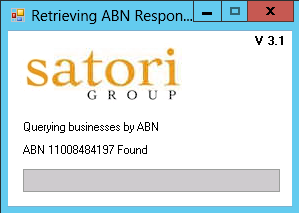 Retrieving ABN Respon...
V 3.1
satori
GROUP
Querying businesses by ABN
ABN 11008484197 Found